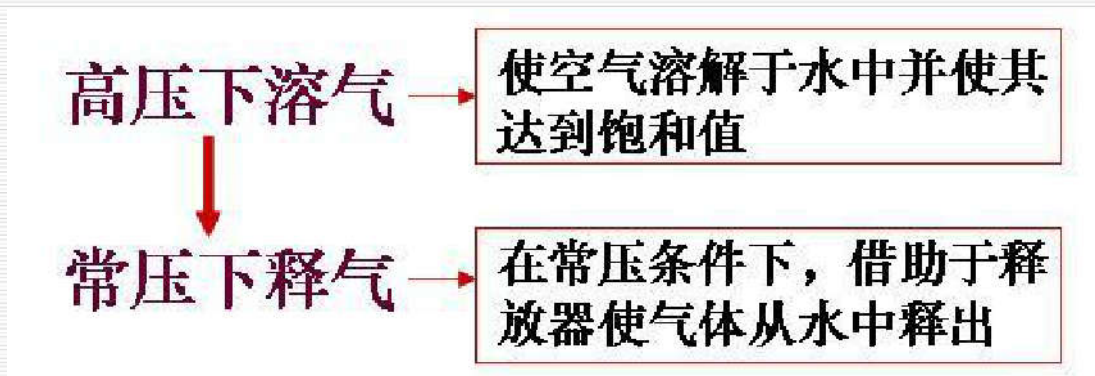 高压下溶气
使空气溶解于水中并使其
达到饱和值
常压下释气
在常压条件下，借助于释
放器使气体从水中释出